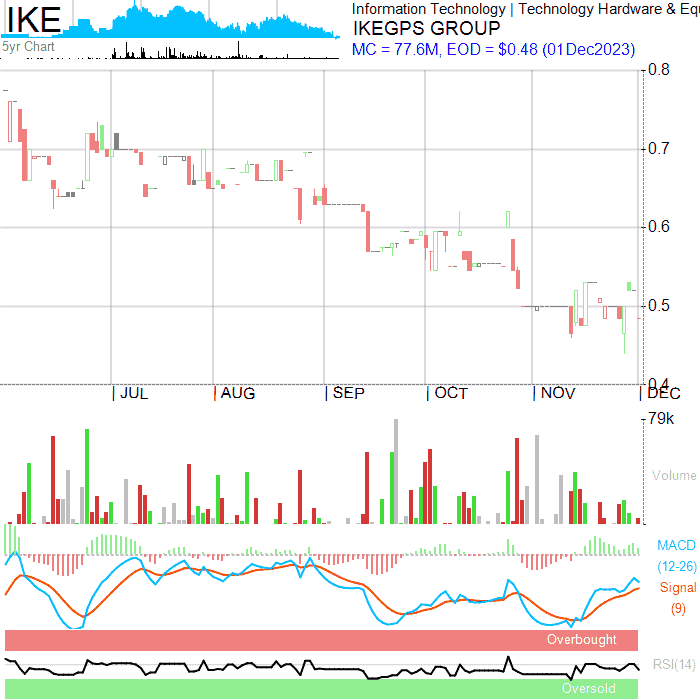 IKE
5yr Chart
Information Technology | Technology Hardware & Equ
IKEGPS GROUP
MC = 77.6M, EOD = $0.48 (01Dec2023)
0.8
0.7
0.6
0.5
0.4
| JUL | AUG | SEP | OCT | NOV | DEC
79k
Volume
MACD
(12-26)
Signal
(9)
Overbought
RSI(14)
Oversold